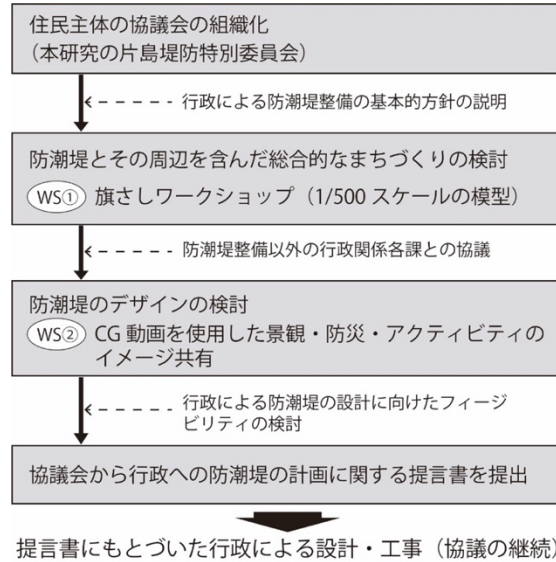 住民主体の協議会の組織化
（本研究の片島堤防特別委員会）
行政による防潮堤整備の基本的方針の説明
防潮堤とその周辺を含んだ総合的なまちづくりの検討
WS① 旗さしワークショップ（1/500 スケールの模型）
防潮堤整備以外の行政関係各課との協議
防潮堤のデザインの検討
WS② CG 動画を使用した景観・防災・アクティビティの
イメージ共有
行政による防潮堤の設計に向けたフィージ
ビリティの検討
協議会から行政への防潮堤の計画に関する提言書を提出
提言書にもとづいた行政による設計・工事（協議の継続）